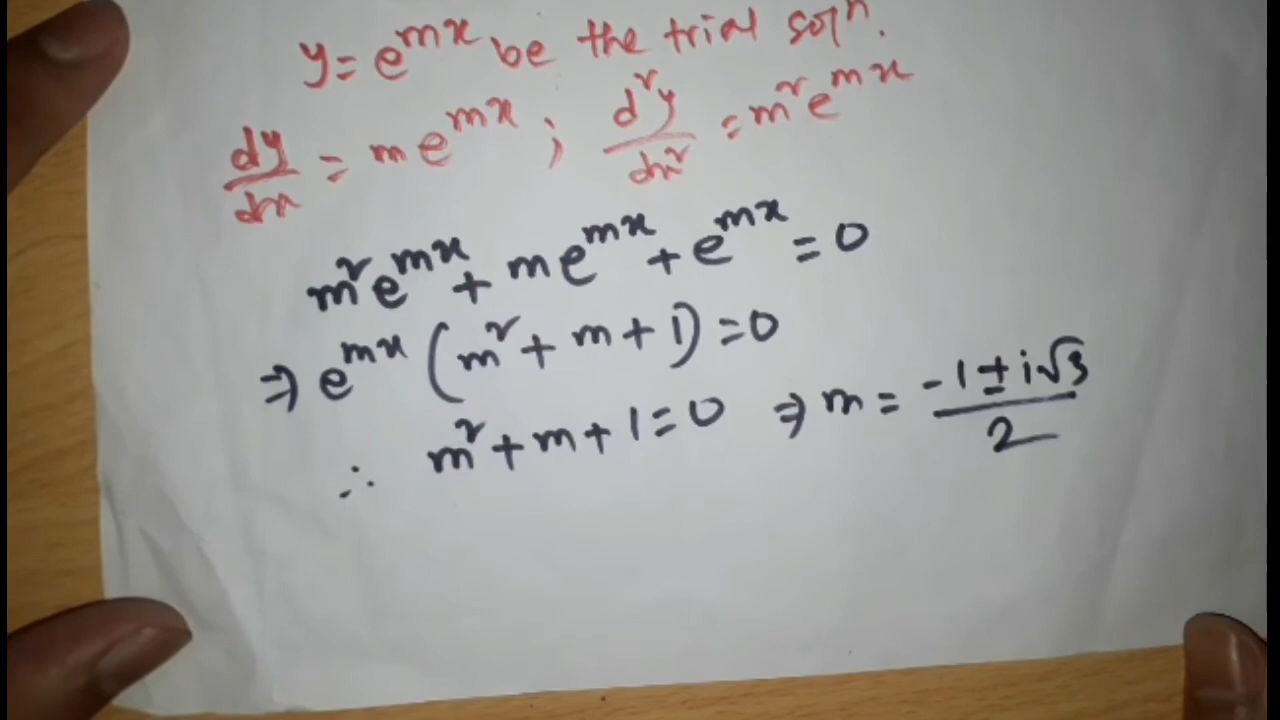 y = e^{mx} be the trial sol^n.
dy/dx = me^{mx} ; d²y/dx² = m²e^{mx}
m²e^{mx} + me^{mx} + e^{mx} = 0
⇒ e^{mx} (m² + m + 1) = 0
∴ m² + m + 1 = 0 ⇒ m = (-1 ± i√3)/2